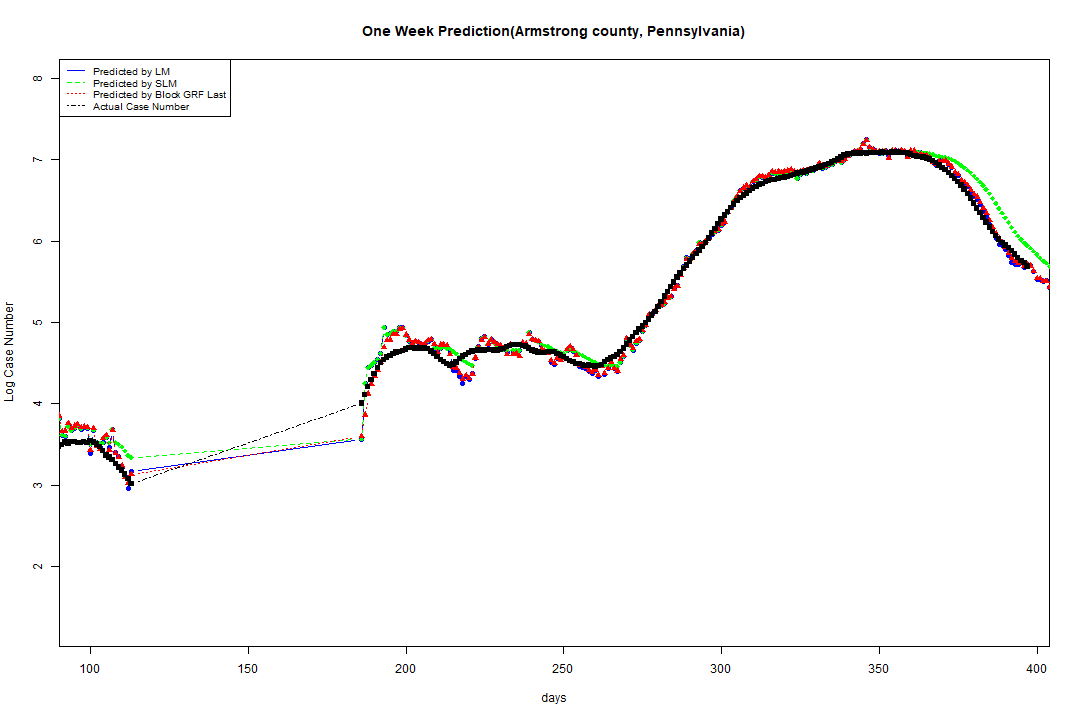 One Week Prediction(Armstrong county, Pennsylvania)
Predicted by LM
Predicted by SLM
Predicted by Block GRF Last
Actual Case Number
Log Case Number
8
7
6
5
4
3
2
100 150 200 250 300 350 400
days